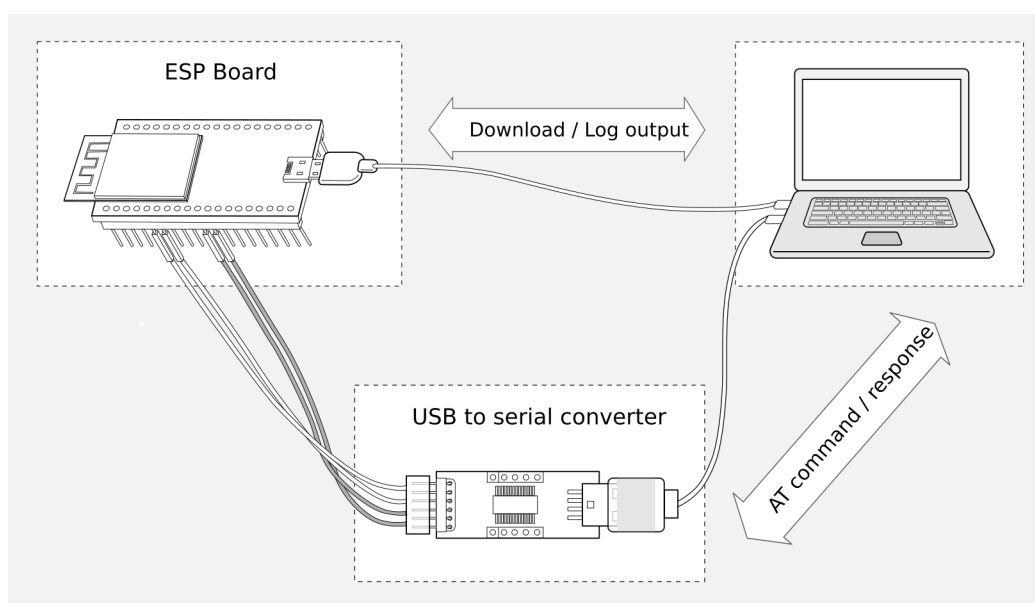 ESP Board
Download / Log output
USB to serial converter
AT command / response